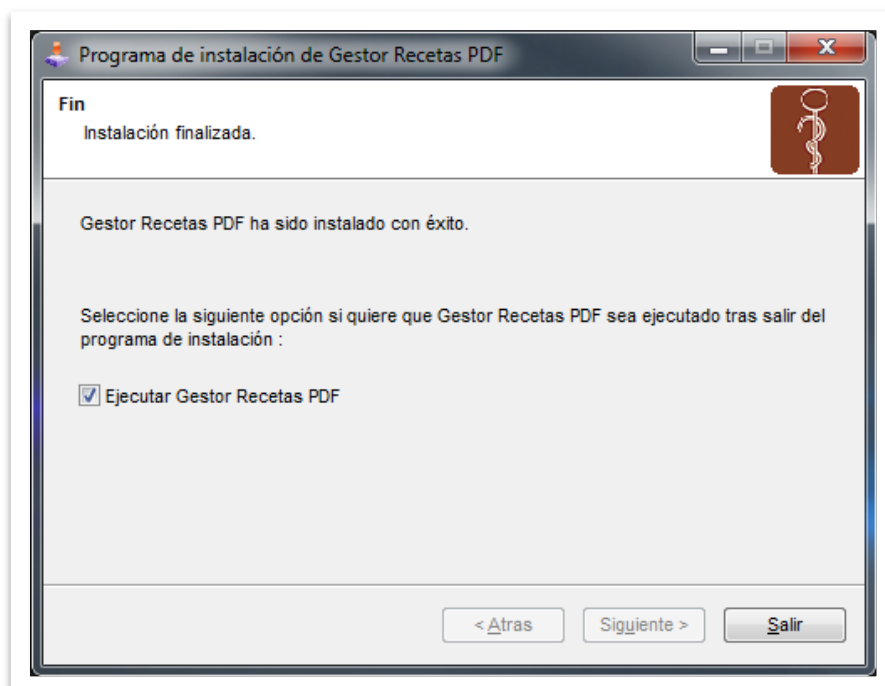 Programa de instalación de Gestor Recetas PDF
Fin
Instalación finalizada.
Gestor Recetas PDF ha sido instalado con éxito.
Seleccione la siguiente opción si quiere que Gestor Recetas PDF sea ejecutado tras salir del
programa de instalación :
Ejecutar Gestor Recetas PDF
< Atras
Siguiente >
Salir